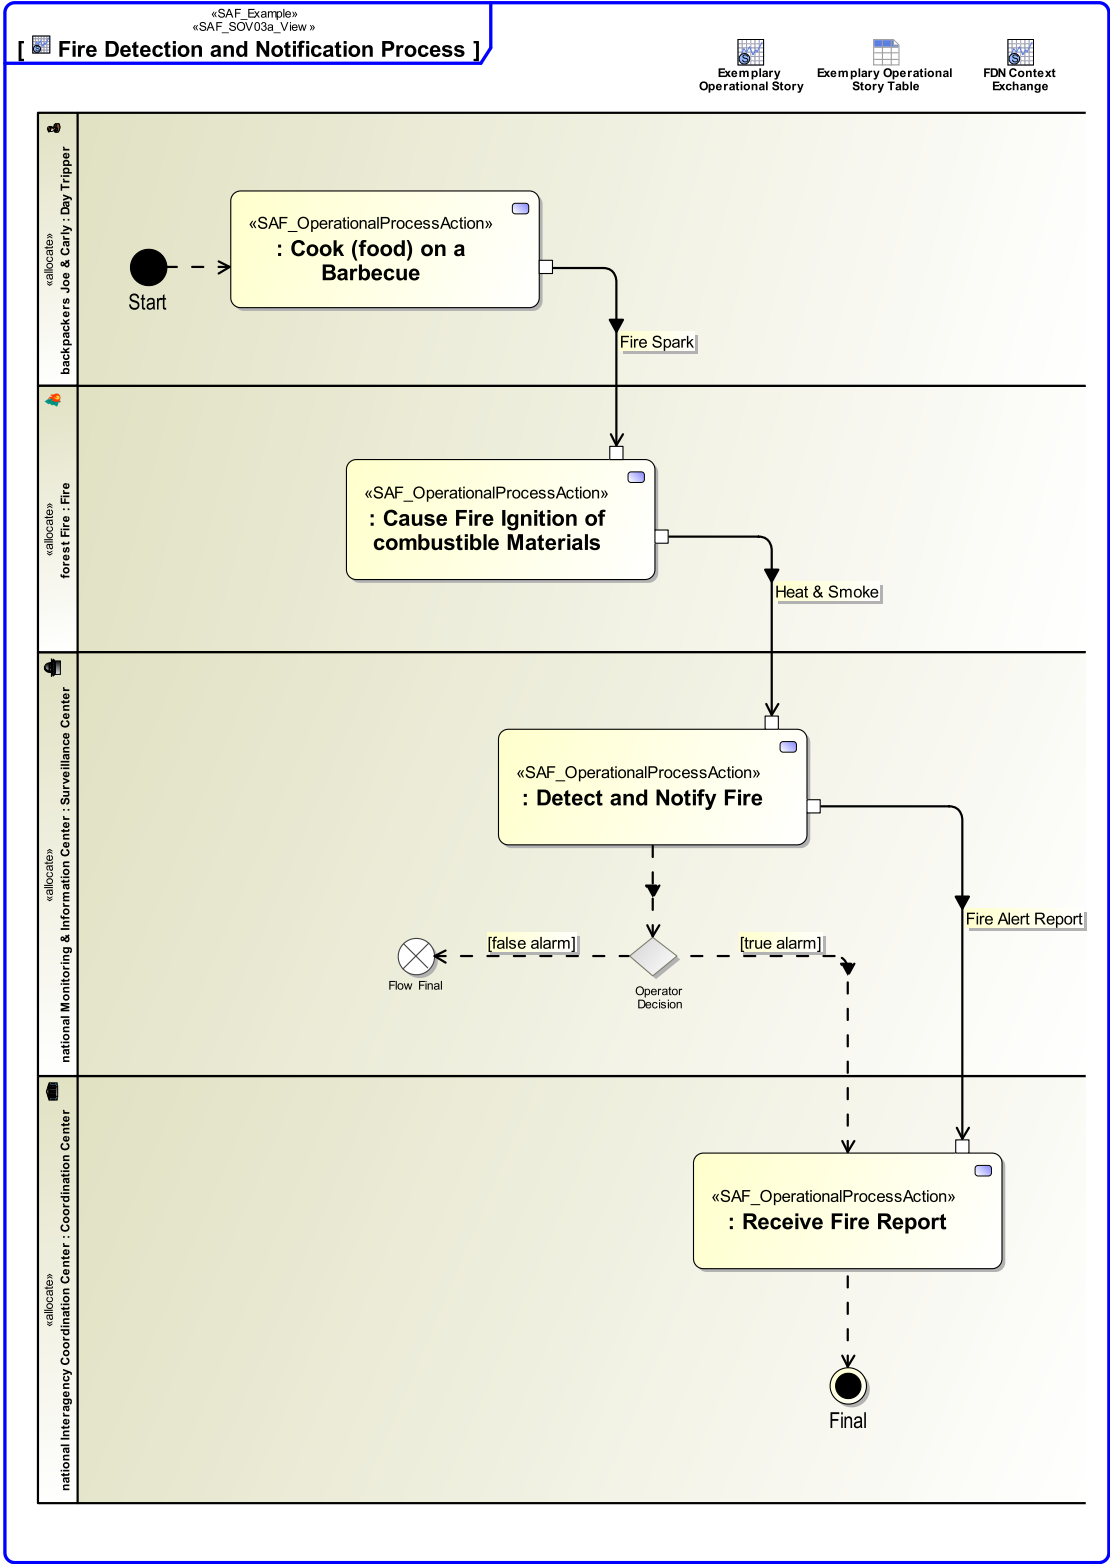 «SAF_Example»
«SAF_SOV03a_View»
[ Fire Detection and Notification Process ]
Exemplary
Operational Story
Exemplary Operational
Story Table
FDN Context
Exchange
«allocate»
backpackers Joe & Carly : Day Tripper
Start
«SAF_OperationalProcessAction»
: Cook (food) on a
Barbecue
Fire Spark
«allocate»
forest Fire : Fire
«SAF_OperationalProcessAction»
: Cause Fire Ignition of
combustible Materials
Heat & Smoke
«allocate»
national Monitoring & Information Center : Surveillance Center
«SAF_OperationalProcessAction»
: Detect and Notify Fire
Fire Alert Report
[false alarm]
[true alarm]
Flow Final
Operator
Decision
«allocate»
national Interagency Coordination Center : Coordination Center
«SAF_OperationalProcessAction»
: Receive Fire Report
Final